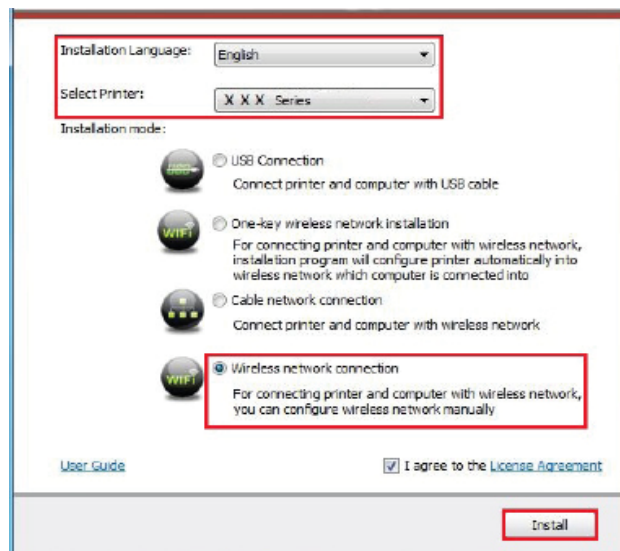 Installation Language: English
Select Printer: X X X Series
Installation mode:
USB USB Connection
Connect printer and computer with USB cable
WIFI One-key wireless network installation
For connecting printer and computer with wireless network,
installation program will configure printer automatically into
wireless network which computer is connected into
Cable network connection
Connect printer and computer with wireless network
WIFI Wireless network connection
For connecting printer and computer with wireless network,
you can configure wireless network manually
User Guide I agree to the License Agreement
Install